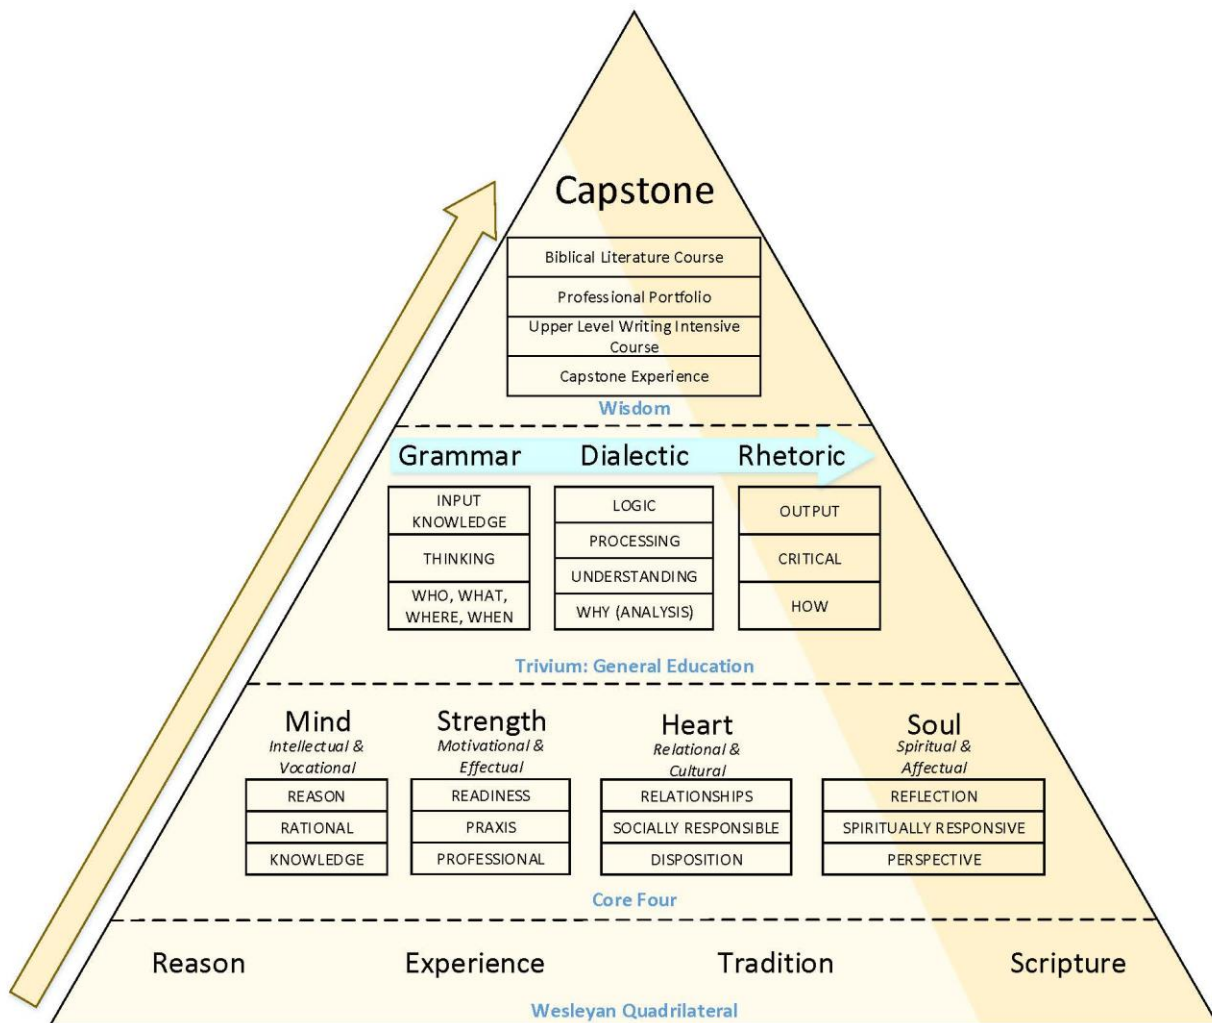 Capstone
Biblical Literature Course
Professional Portfolio
Upper Level Writing Intensive
Course
Capstone Experience
Wisdom
Grammar
Dialectic
Rhetoric
INPUT
KNOWLEDGE
THINKING
WHO, WHAT,
WHERE, WHEN
LOGIC
PROCESSING
UNDERSTANDING
WHY (ANALYSIS)
OUTPUT
CRITICAL
HOW
Trivium: General Education
Mind
Intellectual &
Vocational
REASON
RATIONAL
KNOWLEDGE
Strength
Motivational &
Effectual
READINESS
PRAXIS
PROFESSIONAL
Heart
Relational &
Cultural
RELATIONSHIPS
SOCIALLY RESPONSIBLE
DISPOSITION
Soul
Spiritual &
Affectual
REFLECTION
SPIRITUALLY RESPONSIVE
PERSPECTIVE
Core Four
Reason
Experience
Tradition
Scripture
Wesleyan Quadrilateral